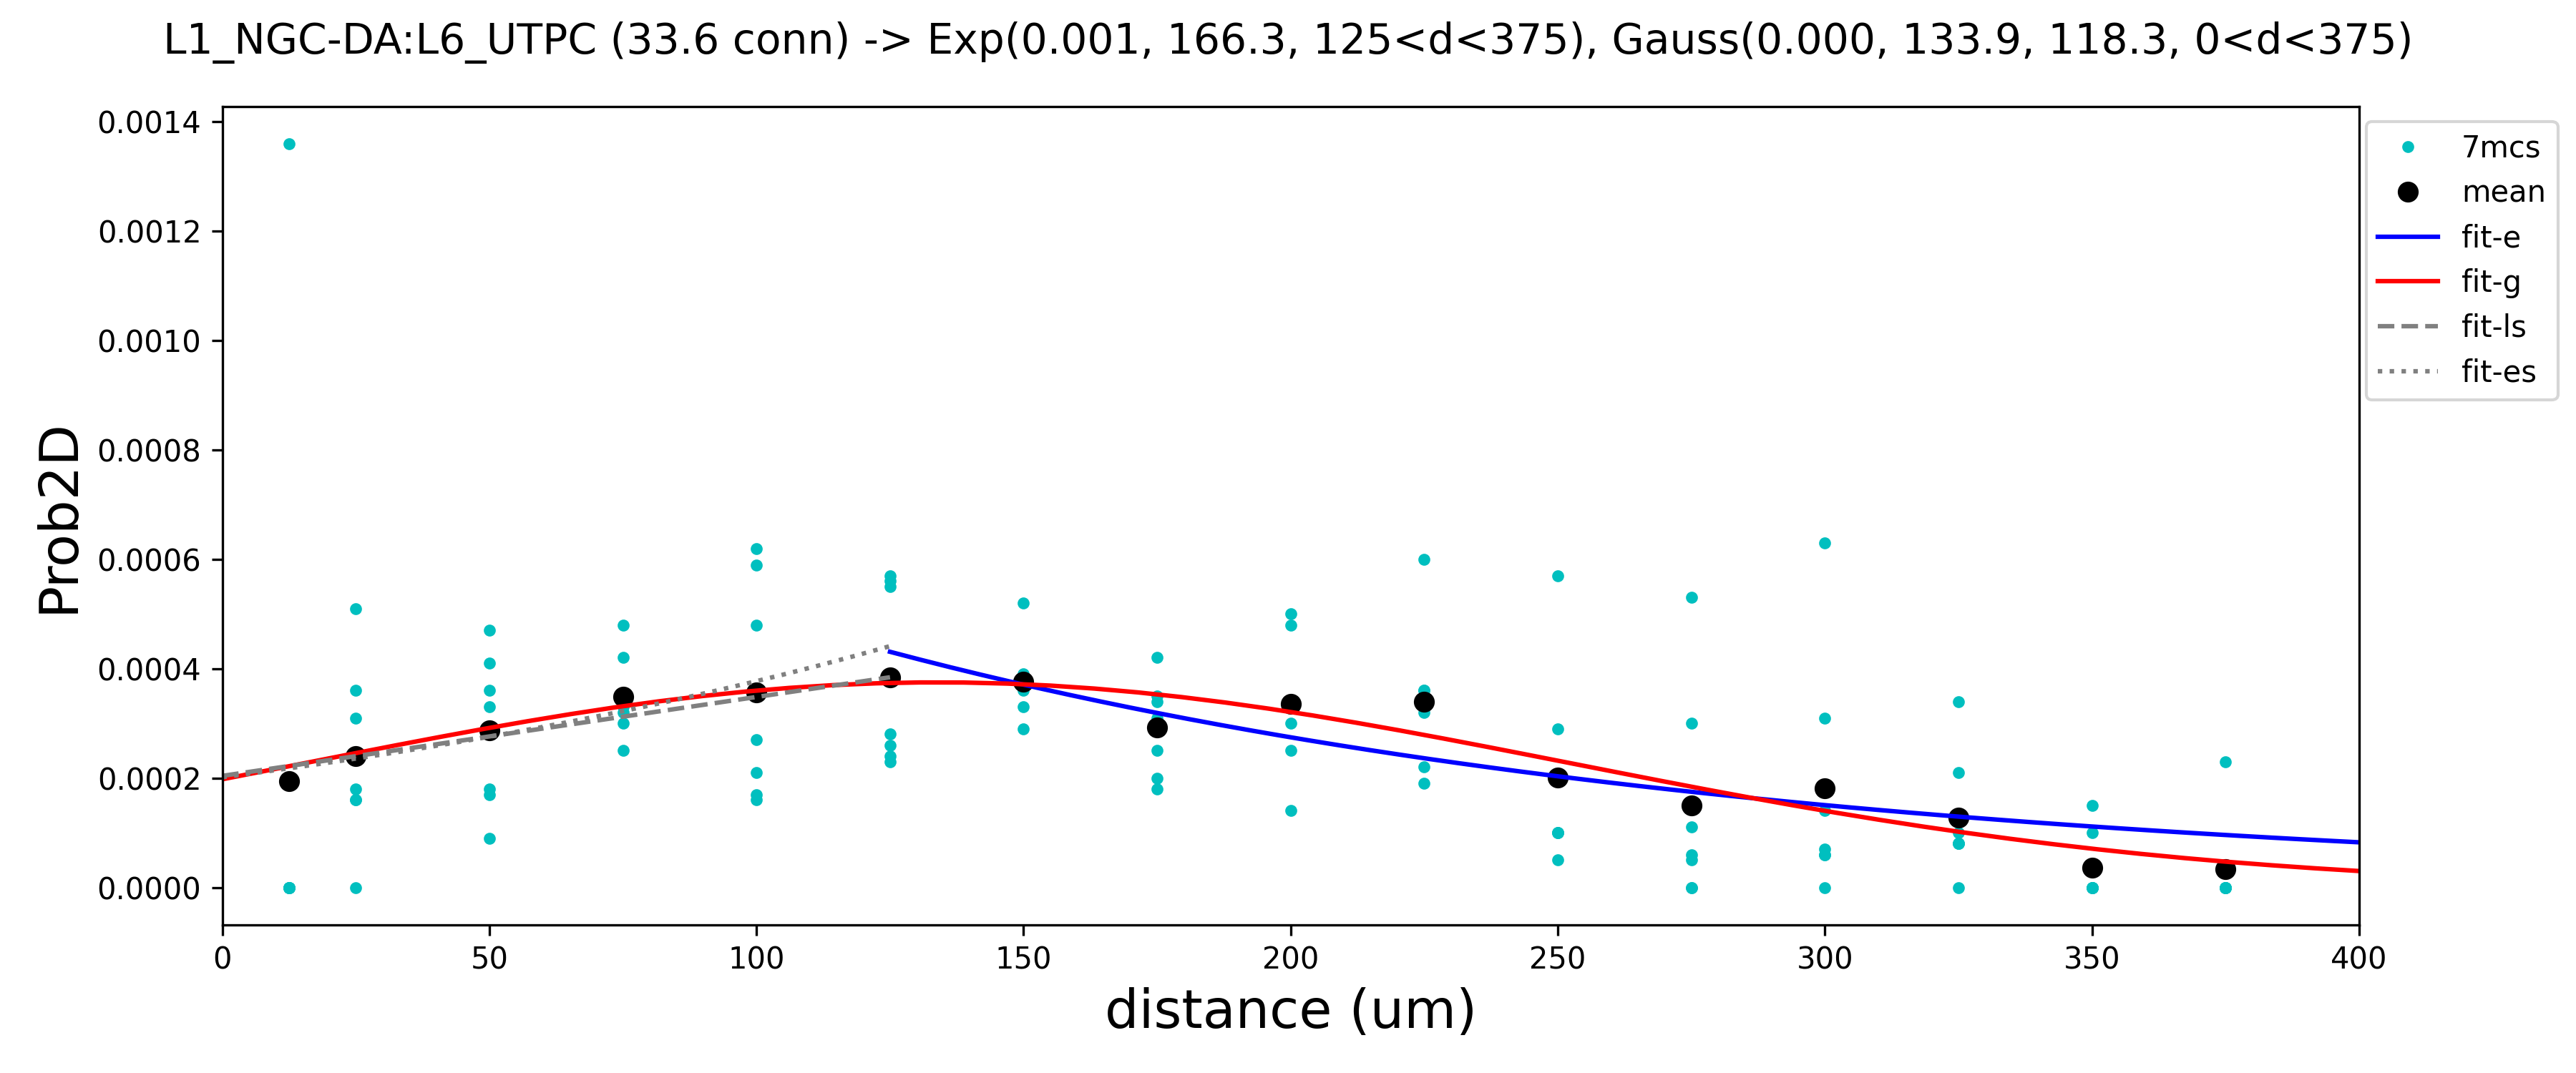 L1_NGC-DA:L6_UTPC (33.6 conn) -> Exp(0.001, 166.3, 125<d<375), Gauss(0.000, 133.9, 118.3, 0<d<375)
0.0014
0.0012
0.0010
0.0008
0.0006
0.0004
0.0002
0.0000
Prob2D
0 50 100 150 200 250 300 350 400
distance (um)
7mcs
mean
fit-e
fit-g
fit-ls
fit-es